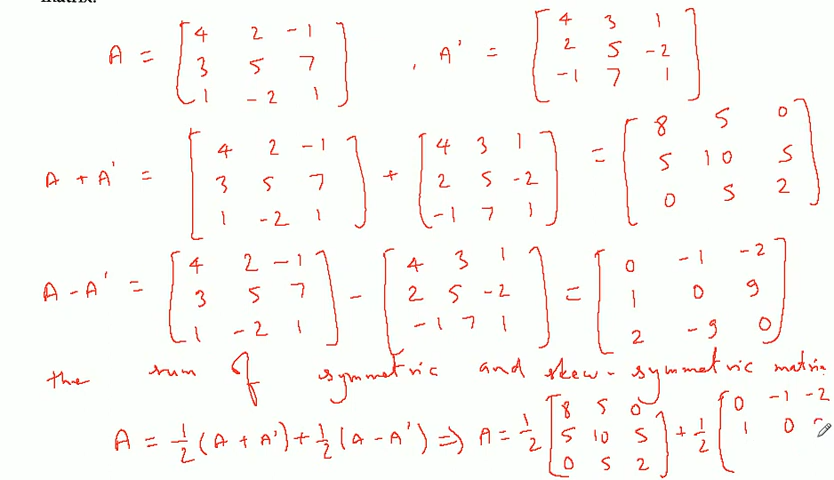 matrix.
A = [4 2 -1; 3 5 7; 1 -2 1] , A' = [4 3 1; 2 5 -2; -1 7 1]
A + A' = [4 2 -1; 3 5 7; 1 -2 1] + [4 3 1; 2 5 -2; -1 7 1] = [8 5 0; 5 10 5; 0 5 2]
A - A' = [4 2 -1; 3 5 7; 1 -2 1] - [4 3 1; 2 5 -2; -1 7 1] = [0 -1 -2; 1 0 9; 2 -9 0]
the sum of symmetric and skew-symmetric matrix
A = 1/2 (A + A') + 1/2 (A - A') ⇒ A = 1/2 [8 5 0; 5 10 5; 0 5 2] + 1/2 [0 -1 -2; 1 0